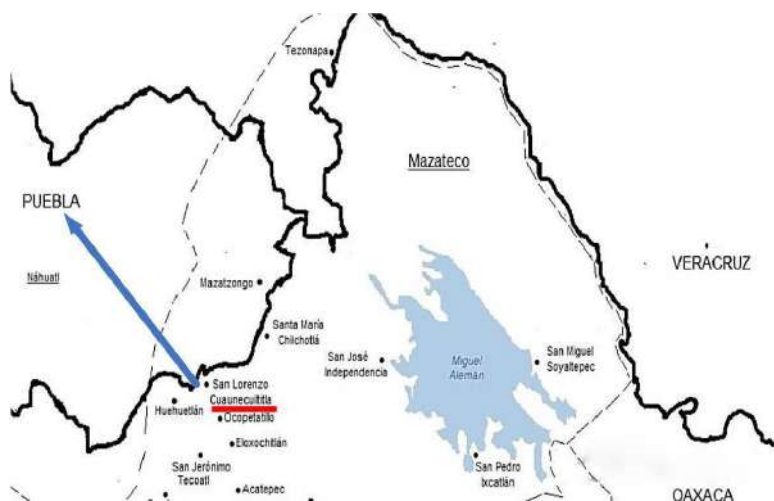 Tezonapa
Mazateco
PUEBLA
VERACRUZ
Náhuatl
Mazatzongo
Santa María
Chilchotlá
San José
Independencia
Miguel
Alemán
San Miguel
Soyaltepec
San Lorenzo
Cuaunecuiltitla
Huehuetlán
Ocopetatillo
Eloxochitlán
San Jerónimo
Tecoatl
San Pedro
Ixcatlán
Acatepec
OAXACA